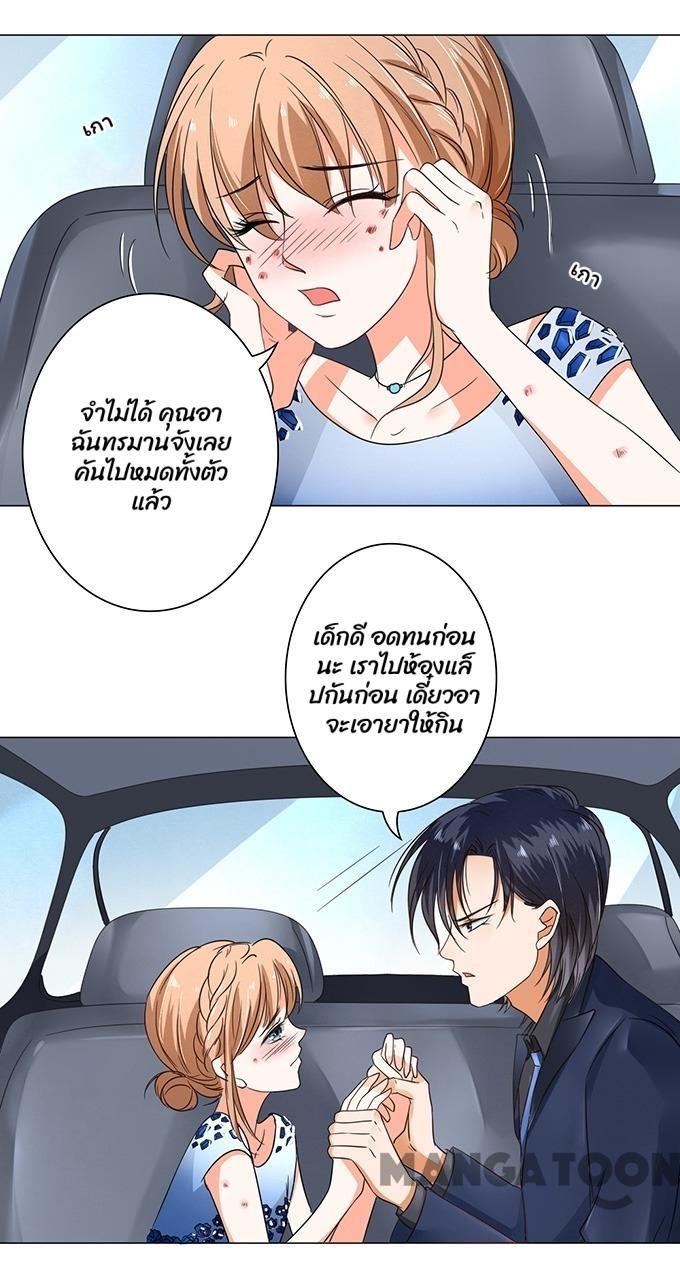 เกา
เกา
จำไม่ได้ คุณอา
ฉันทรมานจังเลย
คันไปหมดทั้งตัว
แล้ว
เด็กดี อดทนก่อน
นะ เราไปห้องแล็
ปกันก่อน เดี๋ยวอา
จะเอายาให้กิน
MANGATOON